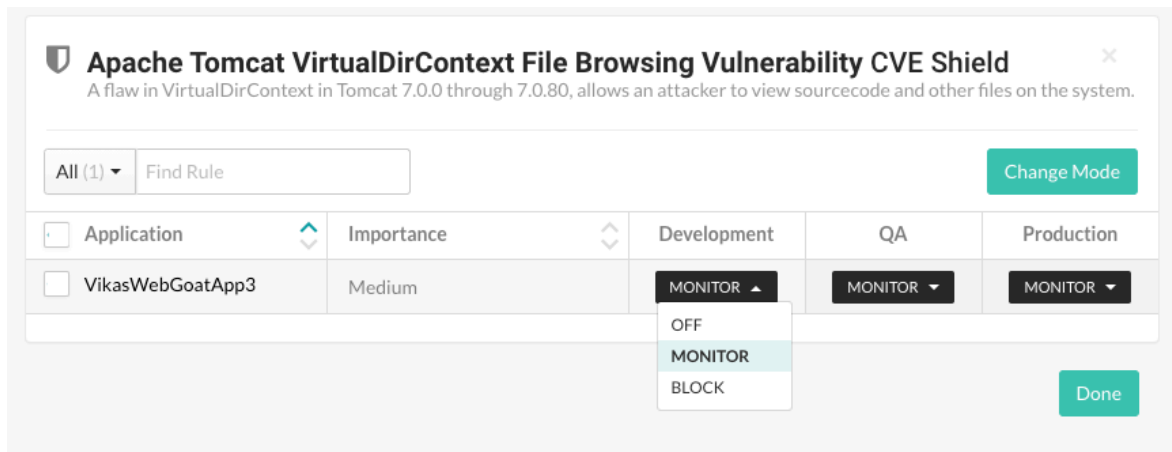 Apache Tomcat VirtualDirContext File Browsing Vulnerability CVE Shield
A flaw in VirtualDirContext in Tomcat 7.0.0 through 7.0.80, allows an attacker to view sourcecode and other files on the system.
All (1) Find Rule Change Mode
Application Importance Development QA Production
VikasWebGoatApp3 Medium MONITOR MONITOR MONITOR
OFF
MONITOR
BLOCK
Done